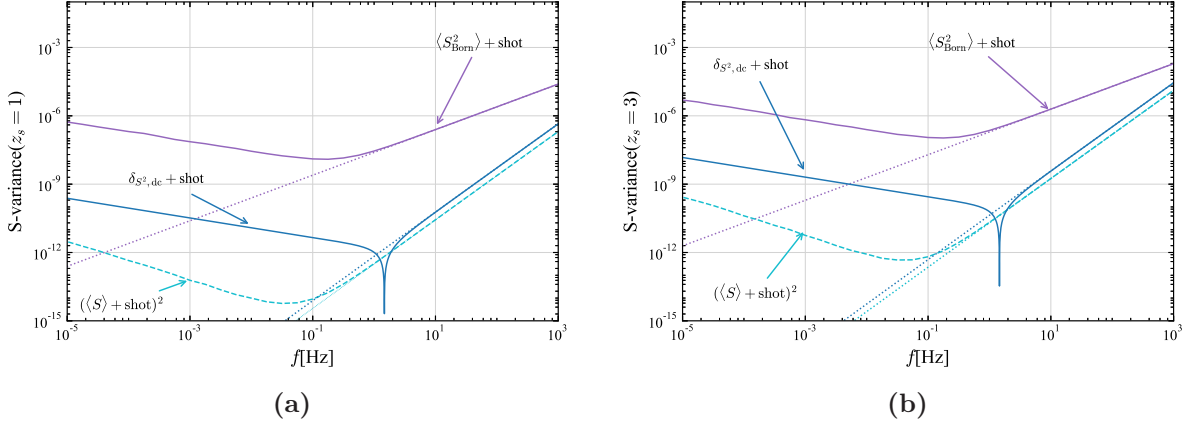 S-variance(z_s = 1)
10^-3
10^-6
10^-9
10^-12
10^-15
⟨S²_Born⟩ + shot
δ_{S²,dc} + shot
(⟨S⟩ + shot)²
10^-5 10^-3 10^-1 10^1 10^3
f[Hz]
(a)
S-variance(z_s = 3)
10^-3
10^-6
10^-9
10^-12
10^-15
⟨S²_Born⟩ + shot
δ_{S²,dc} + shot
(⟨S⟩ + shot)²
10^-5 10^-3 10^-1 10^1 10^3
f[Hz]
(b)